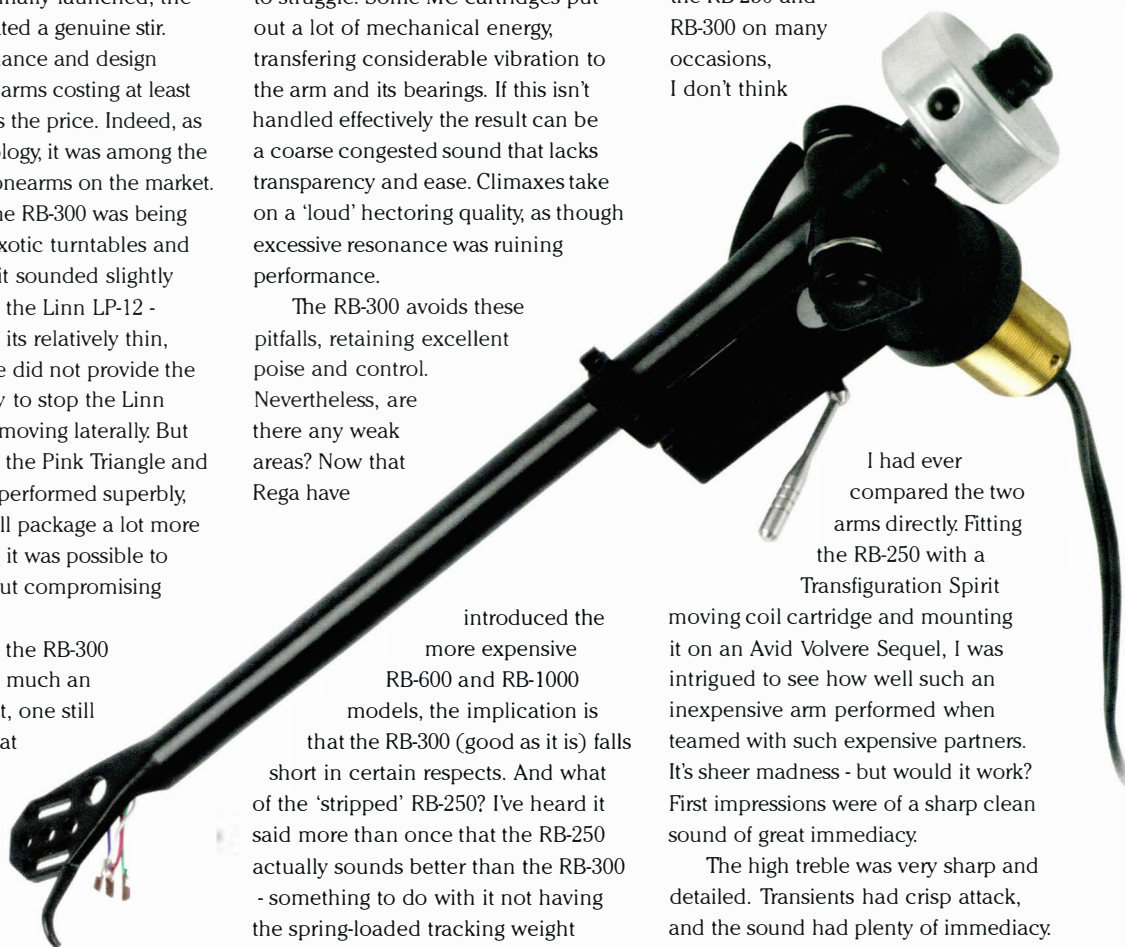 launched, the
a genuine stir.
and design
arms costing at least
the price. Indeed, as
it was among the
on the market.
RB-300 was being
turntables and
it sounded slightly
the Linn LP-12 -
its relatively thin,
did not provide the
to stop the Linn
moving laterally. But
the Pink Triangle and
performed superbly,
package a lot more
it was possible to
compromising
the RB-300
much an
one still
to struggle. Some MC cartridges put
out a lot of mechanical energy,
transfering considerable vibration to
the arm and its bearings. If this isn't
handled effectively the result can be
a coarse congested sound that lacks
transparency and ease. Climaxes take
on a 'loud' hectoring quality, as though
excessive resonance was ruining
performance.
The RB-300 avoids these
pitfalls, retaining excellent
poise and control.
Nevertheless, are
there any weak
areas? Now that
Rega have
introduced the
more expensive
RB-600 and RB-1000
models, the implication is
that the RB-300 (good as it is) falls
short in certain respects. And what
of the 'stripped' RB-250? I've heard it
said more than once that the RB-250
actually sounds better than the RB-300
- something to do with it not having
the spring-loaded tracking weight
the RB-250 and
RB-300 on many
occasions,
I don't think
I had ever
compared the two
arms directly. Fitting
the RB-250 with a
Transfiguration Spirit
moving coil cartridge and mounting
it on an Avid Volvere Sequel, I was
intrigued to see how well such an
inexpensive arm performed when
teamed with such expensive partners.
It's sheer madness - but would it work?
First impressions were of a sharp clean
sound of great immediacy.
The high treble was very sharp and
detailed. Transients had crisp attack,
and the sound had plenty of immediacy.